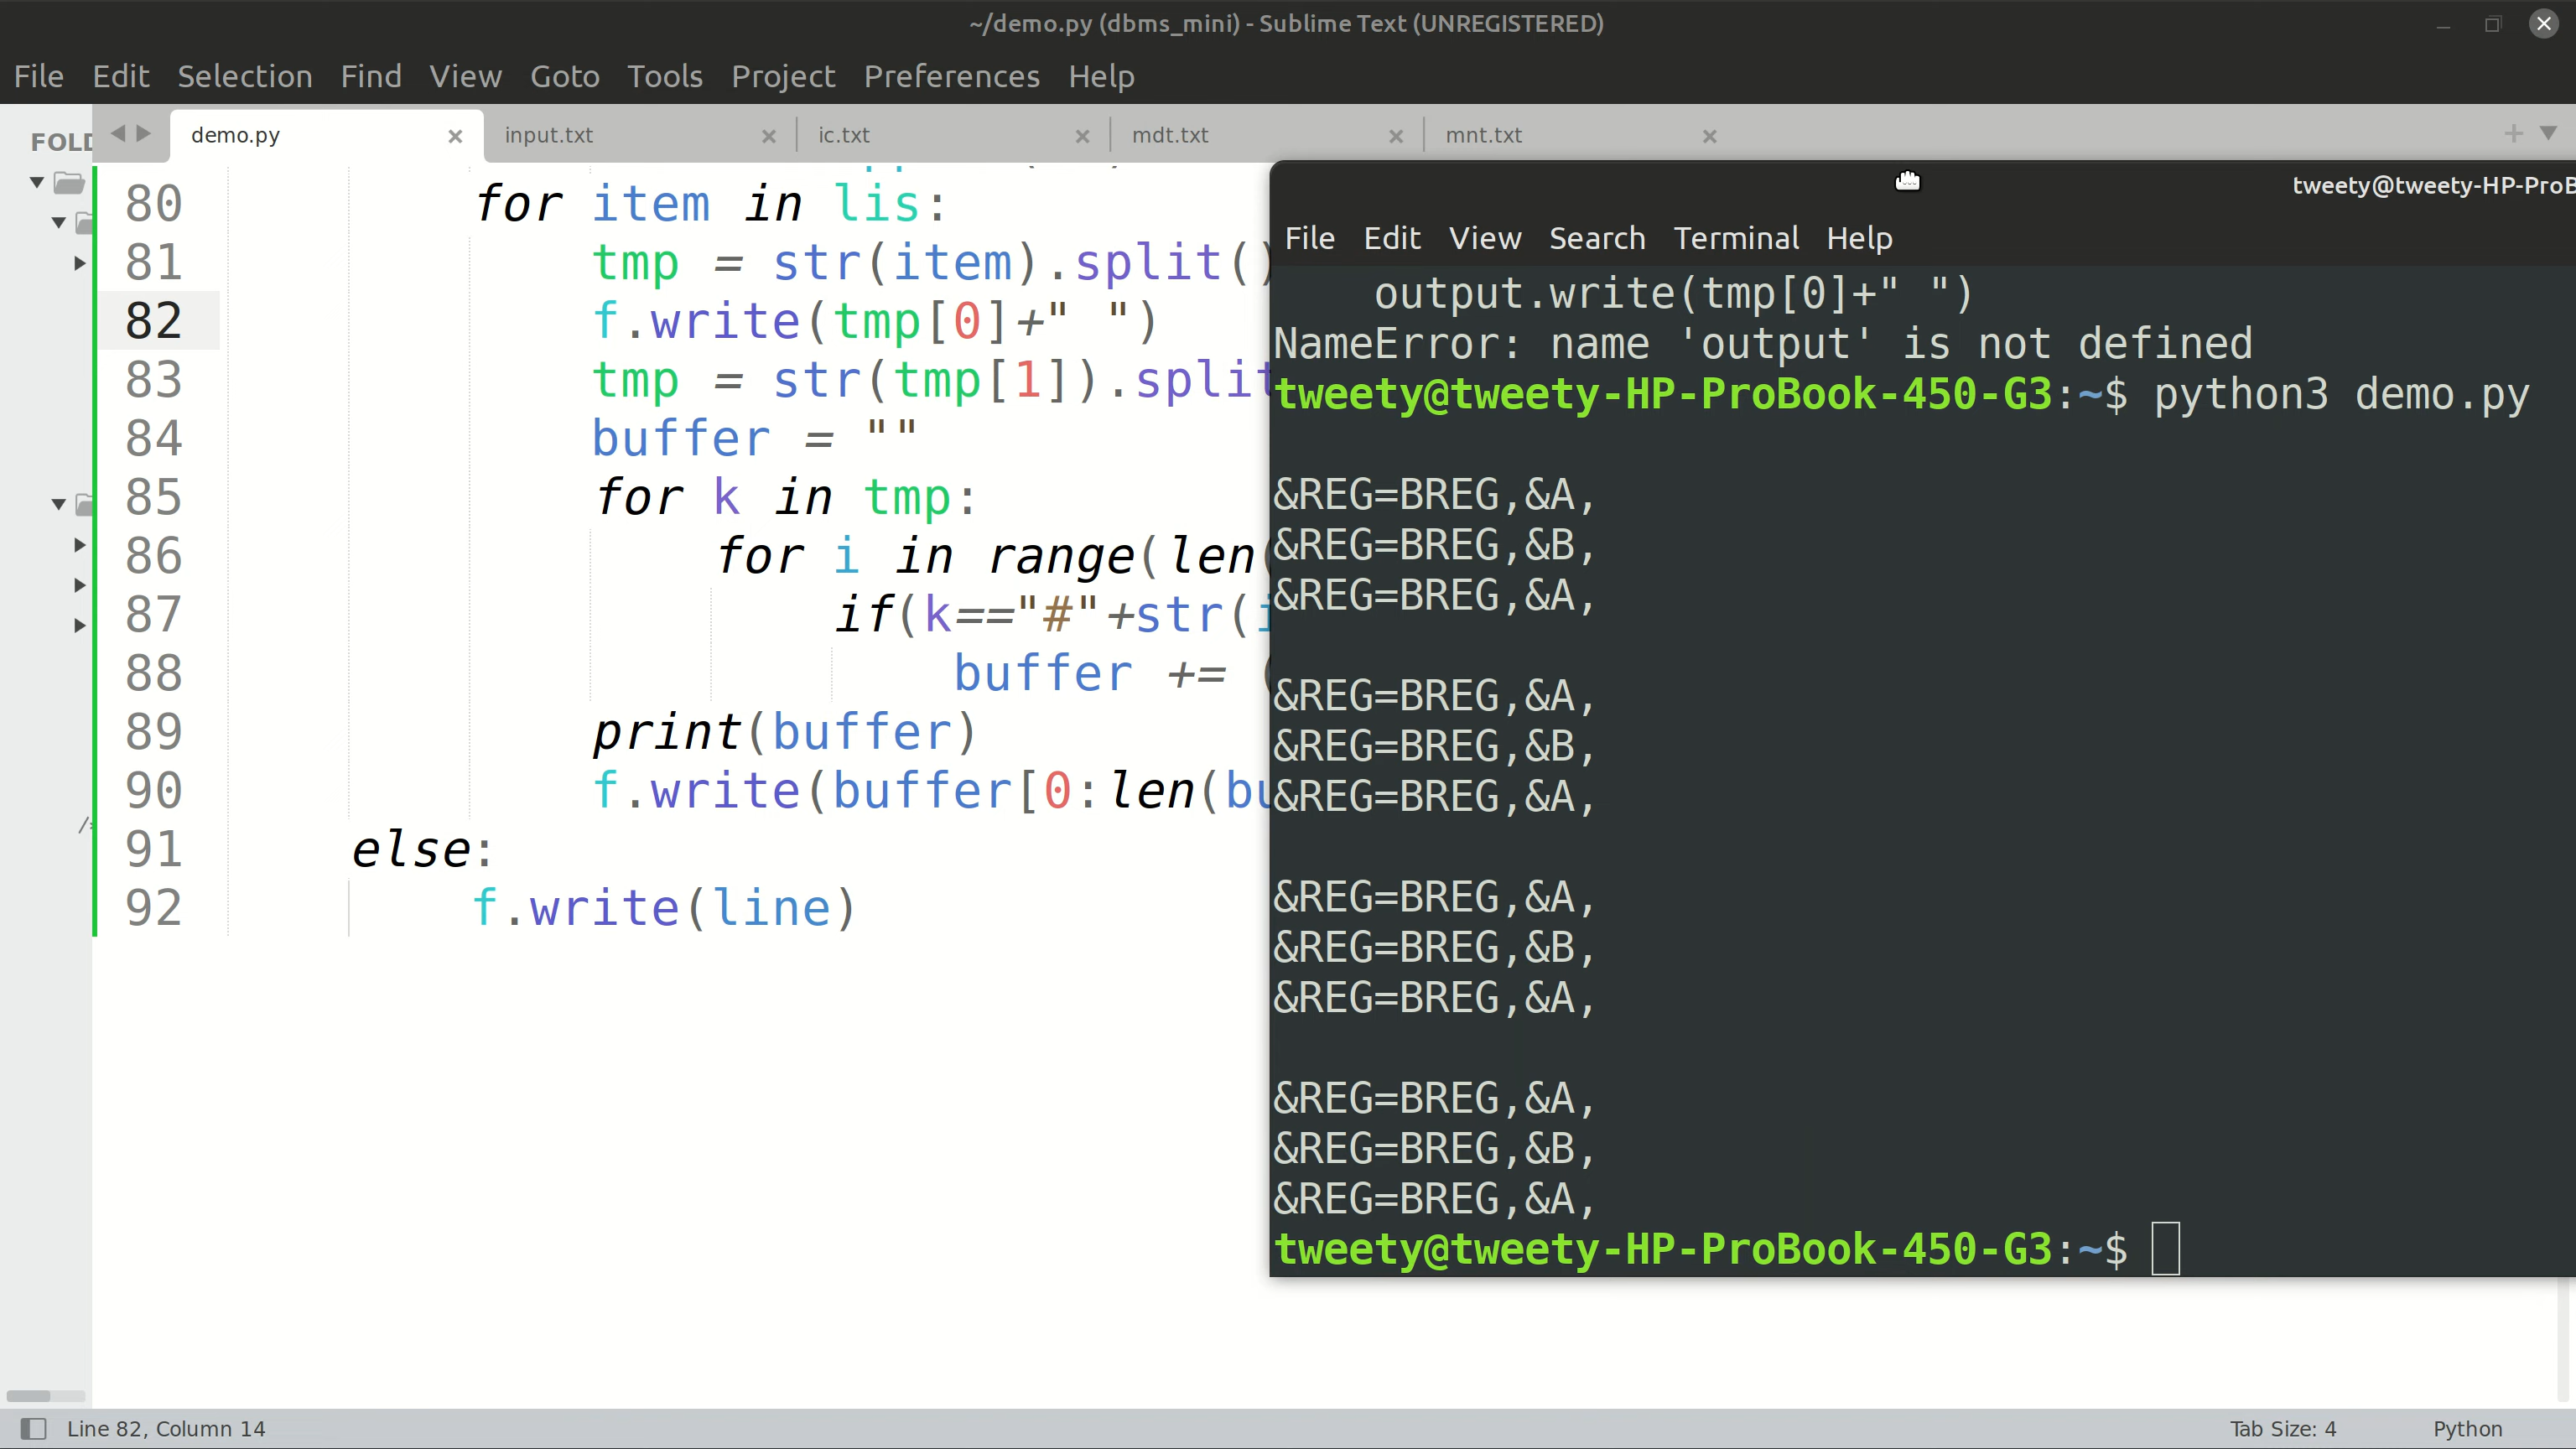 ~/demo.py (dbms_mini) - Sublime Text (UNREGISTERED)
File Edit Selection Find View Goto Tools Project Preferences Help
demo.py
input.txt
ic.txt
mdt.txt
mnt.txt
80 for item in lis:
81 tmp = str(item).split()
82 f.write(tmp[0]+" ")
83 tmp = str(tmp[1]).split
84 buffer = ""
85 for k in tmp:
86 for i in range(len(
87 if(k=="#"+str(i
88 buffer += (
89 print(buffer)
90 f.write(buffer[0:len(bu
91 else:
92 f.write(line)
tweety@tweety-HP-ProB
File Edit View Search Terminal Help
output.write(tmp[0]+" ")
NameError: name 'output' is not defined
tweety@tweety-HP-ProBook-450-G3:~$ python3 demo.py
&REG=BREG,&A,
&REG=BREG,&B,
&REG=BREG,&A,
&REG=BREG,&A,
&REG=BREG,&B,
&REG=BREG,&A,
&REG=BREG,&A,
&REG=BREG,&B,
&REG=BREG,&A,
&REG=BREG,&A,
&REG=BREG,&B,
&REG=BREG,&A,
tweety@tweety-HP-ProBook-450-G3:~$
Line 82, Column 14
Tab Size: 4
Python